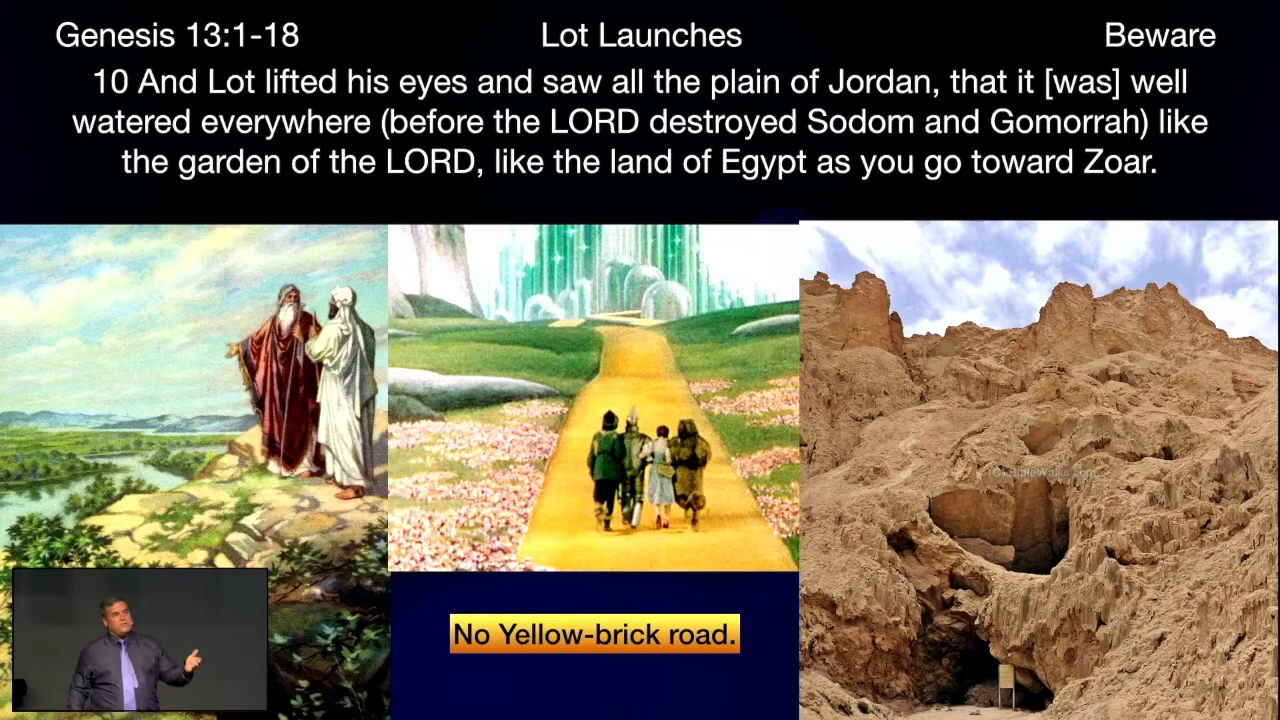 Genesis 13:1-18 Lot Launches Beware
10 And Lot lifted his eyes and saw all the plain of Jordan, that it [was] well
watered everywhere (before the LORD destroyed Sodom and Gomorrah) like
the garden of the LORD, like the land of Egypt as you go toward Zoar.
©BibleWalks.com
No Yellow-brick road.